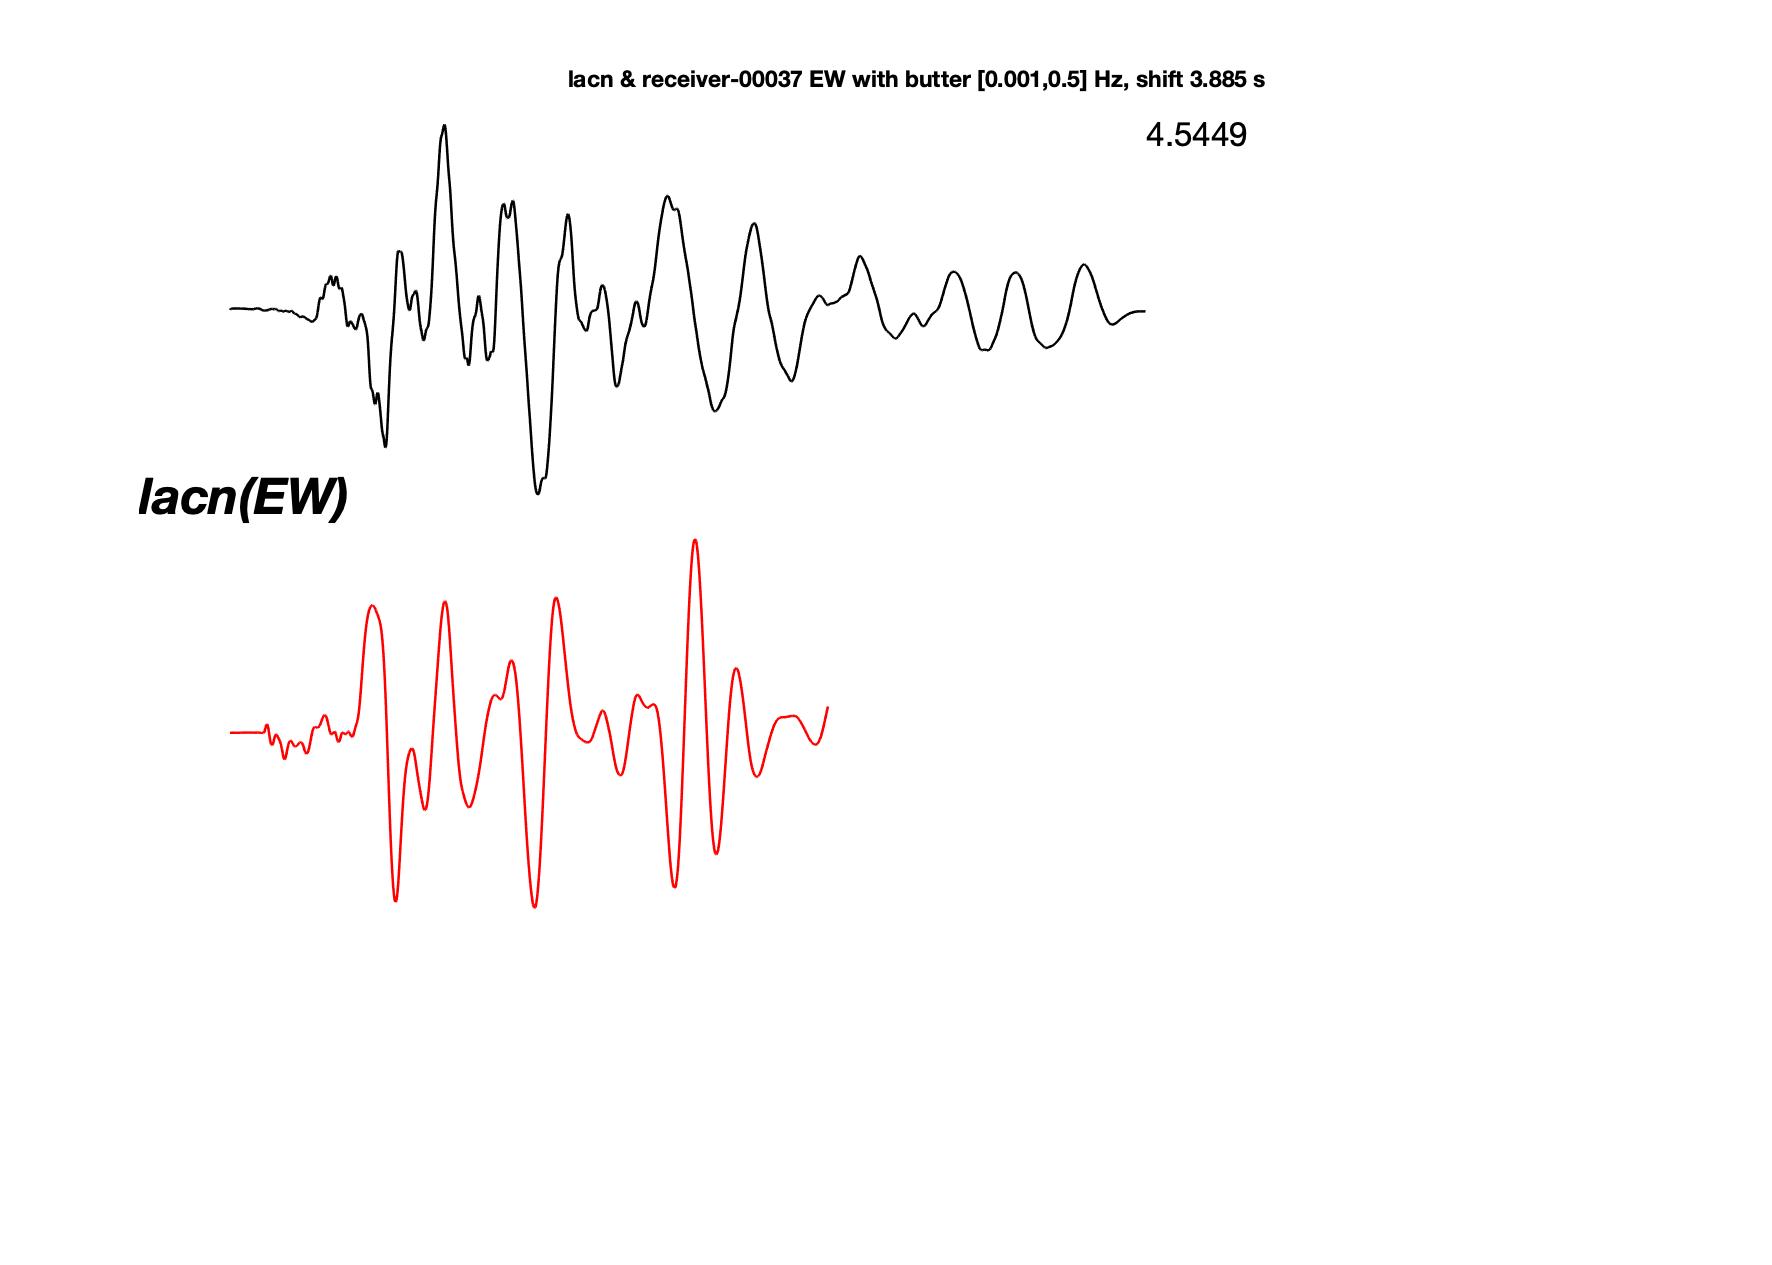 lacn & receiver-00037 EW with butter [0.001,0.5] Hz, shift 3.885 s
4.5449
lacn(EW)